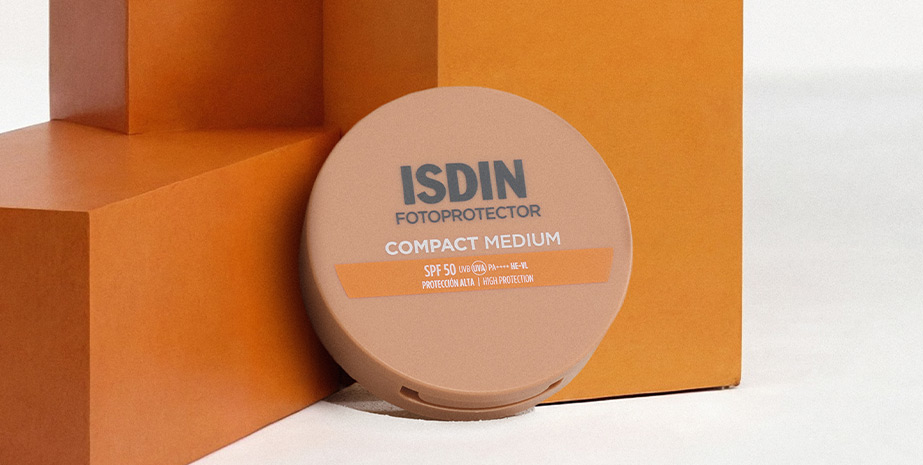 ISDIN
FOTOPROTECTOR
COMPACT MEDIUM
SPF 50 UVB UVA PA++++ HE-VL
PROTECCIÓN ALTA | HIGH PROTECTION